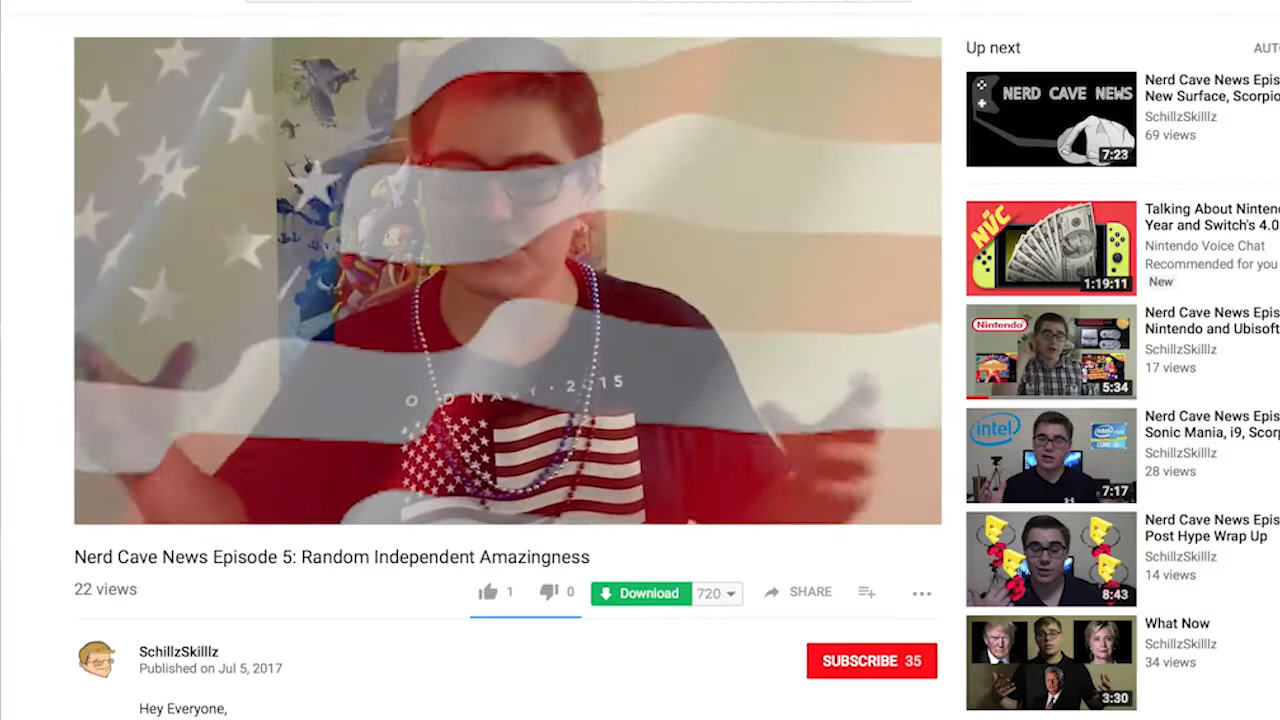 OLD NAVY · 2015
Nerd Cave News Episode 5: Random Independent Amazingness
22 views
1
0
Download
720
SHARE
SchillzSkilllz
Published on Jul 5, 2017
SUBSCRIBE 35
Hey Everyone,
Up next
AUTO
NERD CAVE NEWS
7:23
Nerd Cave News Epis
New Surface, Scorpio
SchillzSkilllz
69 views
NVC
1:19:11
Talking About Nintend
Year and Switch's 4.0
Nintendo Voice Chat
Recommended for you
New
Nintendo
5:34
Nerd Cave News Epis
Nintendo and Ubisoft
SchillzSkilllz
17 views
intel
7:17
Nerd Cave News Epis
Sonic Mania, i9, Scorp
SchillzSkilllz
28 views
E3
E3
8:43
Nerd Cave News Epis
Post Hype Wrap Up
SchillzSkilllz
14 views
3:30
What Now
SchillzSkilllz
34 views